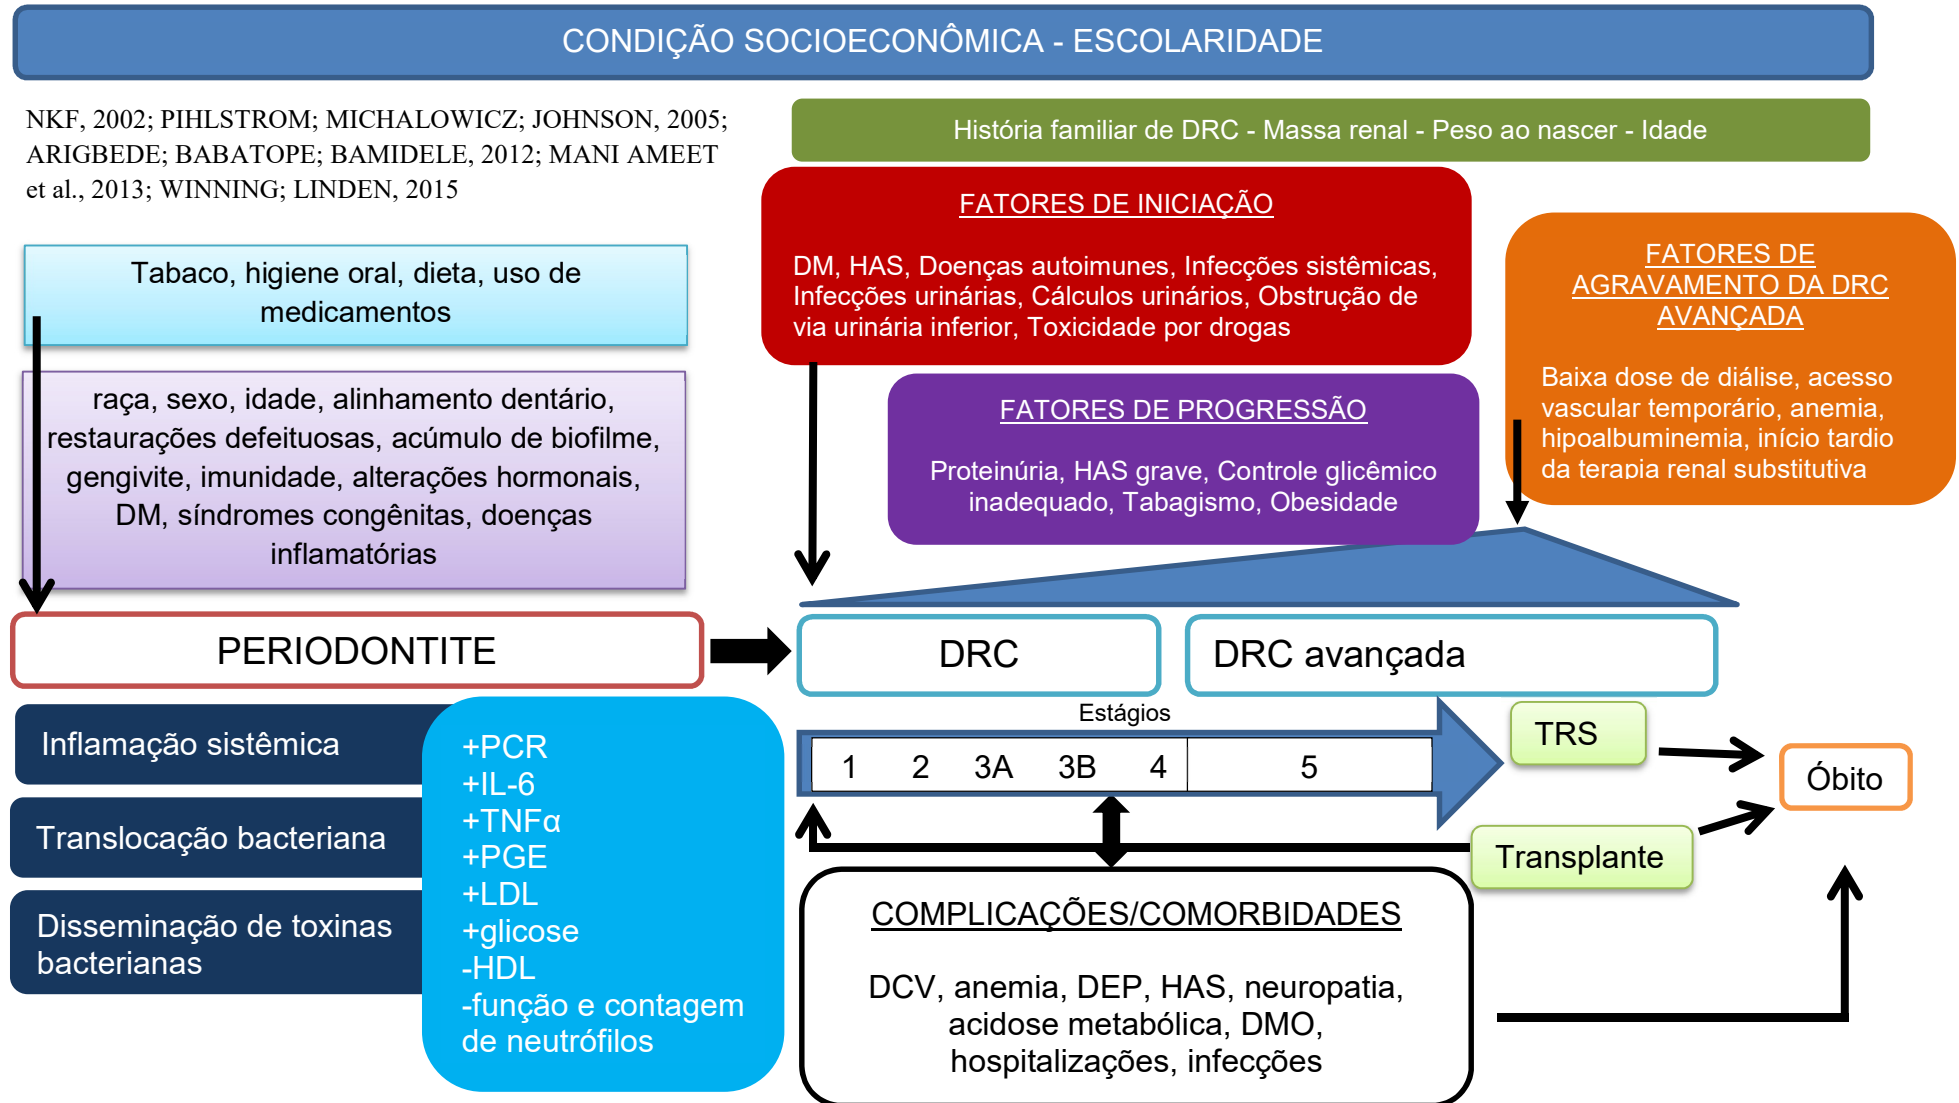 CONDIÇÃO SOCIOECONÔMICA - ESCOLARIDADE
NKF, 2002; PIHLSTROM; MICHALOWICZ; JOHNSON, 2005;
ARIGBEDE; BABATOPE; BAMIDELE, 2012; MANI AMEET
et al., 2013; WINNING; LINDEN, 2015
História familiar de DRC - Massa renal - Peso ao nascer - Idade
FATORES DE INICIAÇÃO
DM, HAS, Doenças autoimunes, Infecções sistêmicas,
Infecções urinárias, Cálculos urinários, Obstrução de
via urinária inferior, Toxicidade por drogas
FATORES DE
AGRAVAMENTO DA DRC
AVANÇADA
Baixa dose de diálise, acesso
vascular temporário, anemia,
hipoalbuminemia, início tardio
da terapia renal substitutiva
Tabaco, higiene oral, dieta, uso de
medicamentos
raça, sexo, idade, alinhamento dentário,
restaurações defeituosas, acúmulo de biofilme,
gengivite, imunidade, alterações hormonais,
DM, síndromes congênitas, doenças
inflamatórias
FATORES DE PROGRESSÃO
Proteinúria, HAS grave, Controle glicêmico
inadequado, Tabagismo, Obesidade
PERIODONTITE
DRC
DRC avançada
Estágios
1 2 3A 3B 4 5
TRS
Transplante
Óbito
Inflamação sistêmica
Translocação bacteriana
Disseminação de toxinas
bacterianas
+PCR
+IL-6
+TNFα
+PGE
+LDL
+glicose
-HDL
-função e contagem
de neutrófilos
COMPLICAÇÕES/COMORBIDADES
DCV, anemia, DEP, HAS, neuropatia,
acidose metabólica, DMO,
hospitalizações, infecções